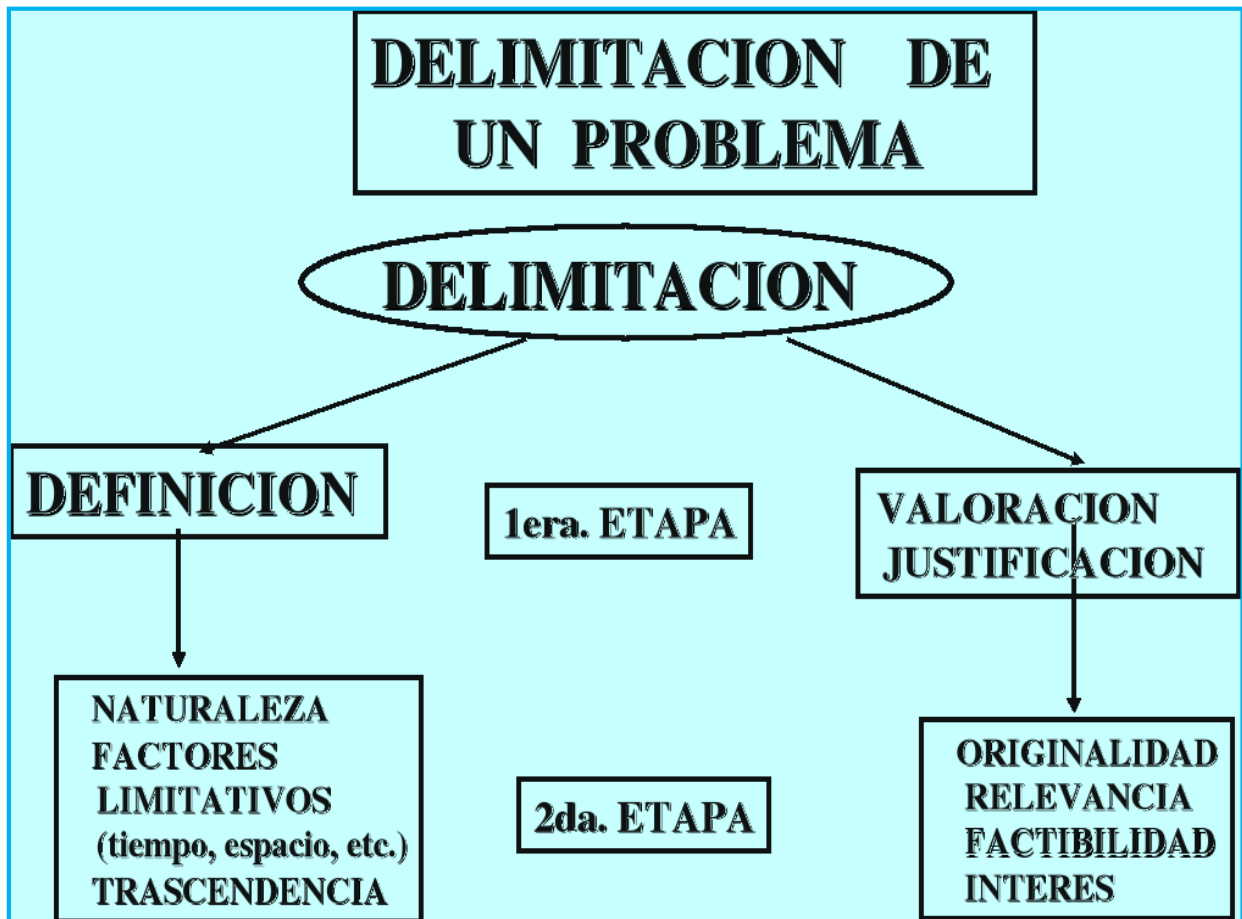 DELIMITACION DE
UN PROBLEMA
DELIMITACION
DEFINICION
1era. ETAPA
VALORACION
JUSTIFICACION
NATURALEZA
FACTORES
LIMITATIVOS
(tiempo, espacio, etc.)
TRASCENDENCIA
2da. ETAPA
ORIGINALIDAD
RELEVANCIA
FACTIBILIDAD
INTERES